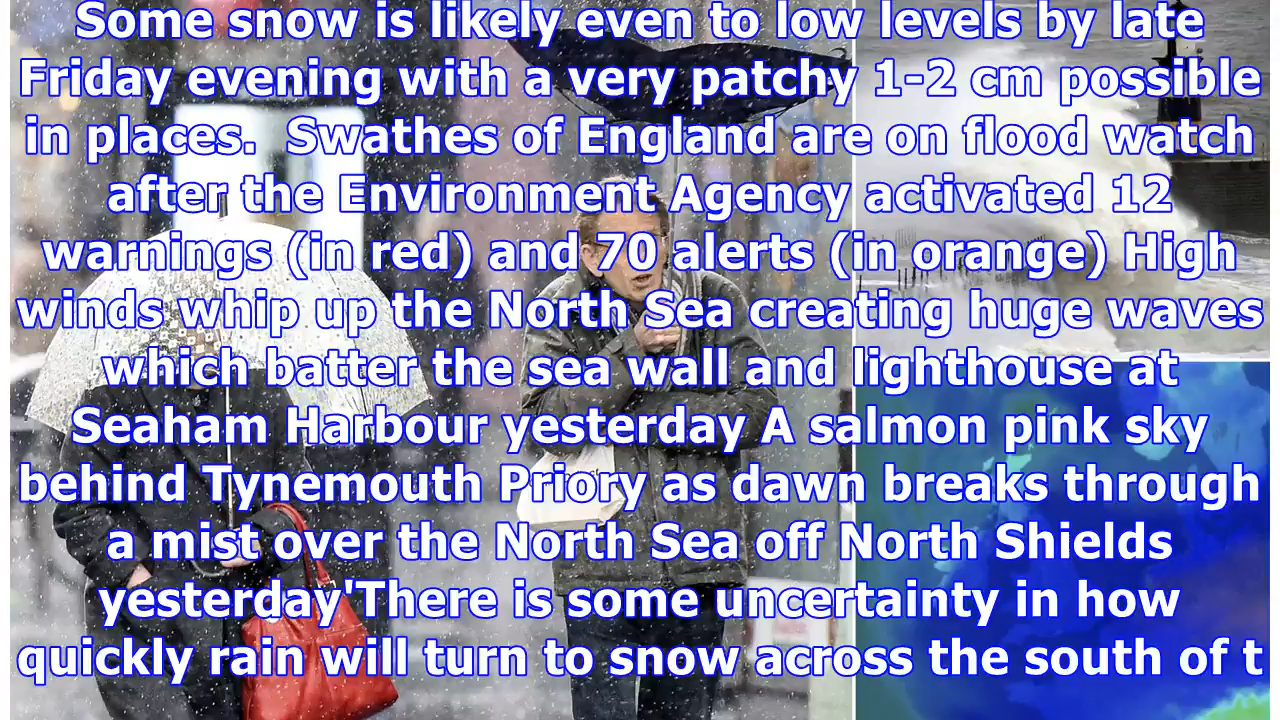 Some snow is likely even to low levels by late
Friday evening with a very patchy 1-2 cm possible
in places.  Swathes of England are on flood watch
after the Environment Agency activated 12
warnings (in red) and 70 alerts (in orange) High
winds whip up the North Sea creating huge waves
which batter the sea wall and lighthouse at
Seaham Harbour yesterday A salmon pink sky
behind Tynemouth Priory as dawn breaks through
a mist over the North Sea off North Shields
yesterday'There is some uncertainty in how
quickly rain will turn to snow across the south of t